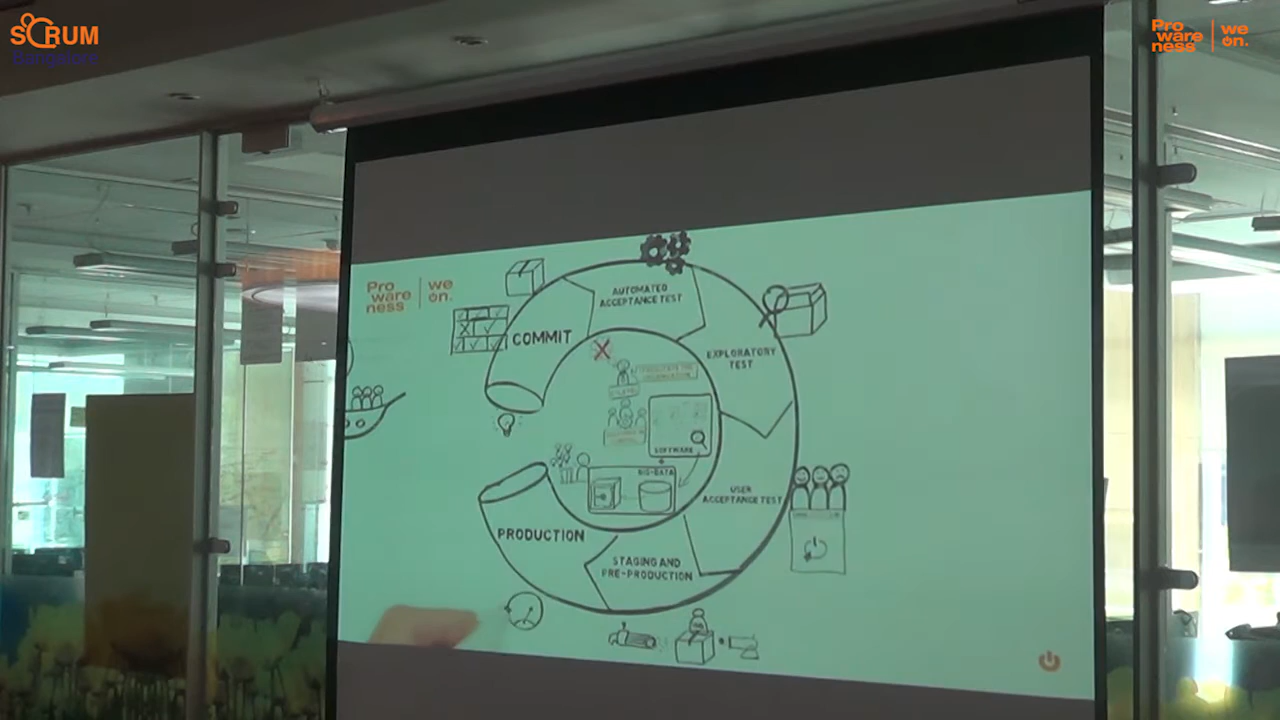 SCRUM
Bangalore
Pro
ware
ness
we
on.
Pro
ware
ness
we
on.
AUTOMATED
ACCEPTANCE TEST
COMMIT
EXPLORATORY
TEST
SOFTWARE
BIG-DATA
USER
ACCEPTANCE TEST
PRODUCTION
STAGING AND
PRE-PRODUCTION